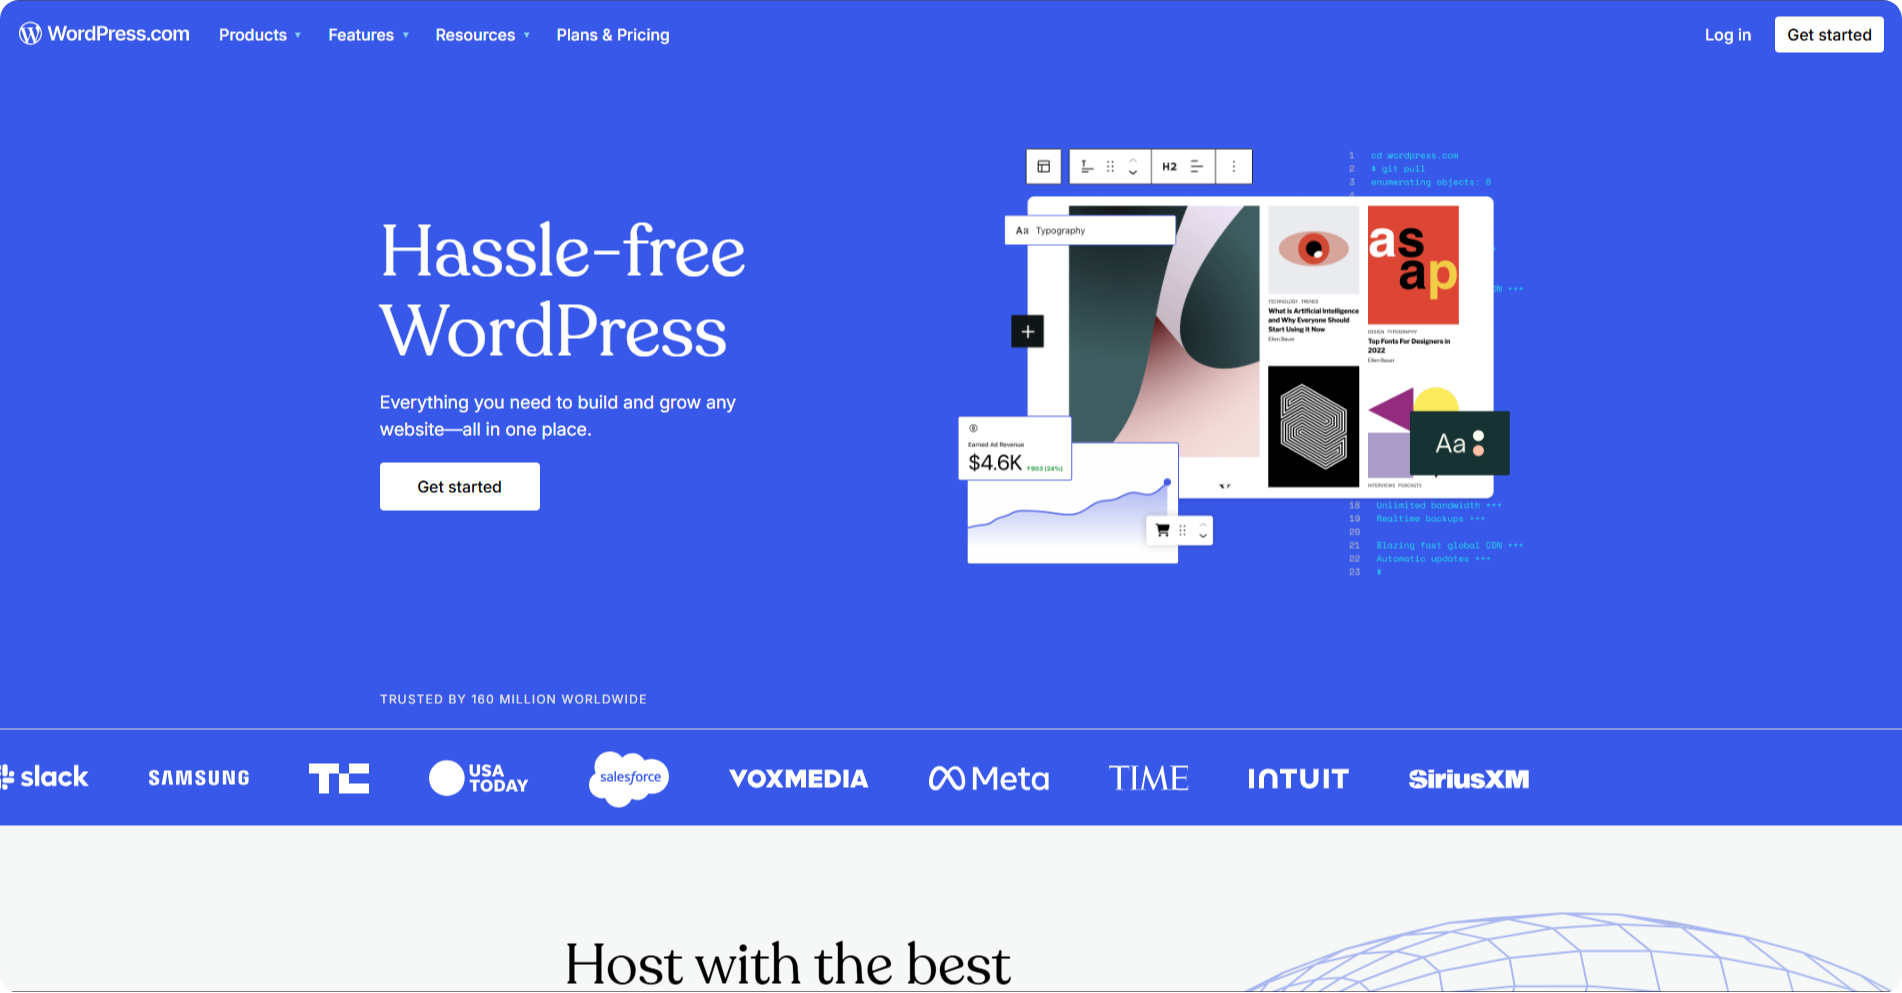 WordPress.com Products Features Resources Plans & Pricing Log in Get started
Hassle-free
WordPress
Everything you need to build and grow any
website—all in one place.
Get started
H2
Aa Typography
1 cd wordpress.com
2 $ git pull
3 enumerating objects: 6
4
TECHNOLOGY TRENDS
What is Artificial Intelligence
and Why Everyone Should
Start Using it Now
Ellen Bauer
asap
DESIGN TYPOGRAPHY
Top Fonts For Designers in
2022
Ellen Bauer
DN +++
Aa
INTERVIEWS PODCASTS
Earned Ad Revenue
$4.6K ↑903 (24%)
18 Unlimited bandwidth +++
19 Realtime backups +++
20
21 Blazing fast global CDN +++
22 Automatic updates +++
23 $
TRUSTED BY 160 MILLION WORLDWIDE
slack SAMSUNG TC USA TODAY salesforce VOXMEDIA Meta TIME INTUIT SiriusXM
Host with the best